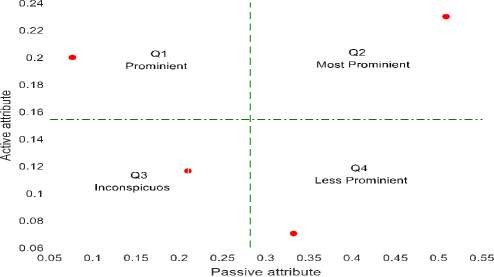 0.24
0.22
0.2
0.18
0.16
0.14
0.12
0.1
0.08
0.06
Active attribute
Q1
Prominient
Q2
Most Prominient
Q3
Inconspicuos
Q4
Less Prominient
0.05 0.1 0.15 0.2 0.25 0.3 0.35 0.4 0.45 0.5 0.55
Passive attribute